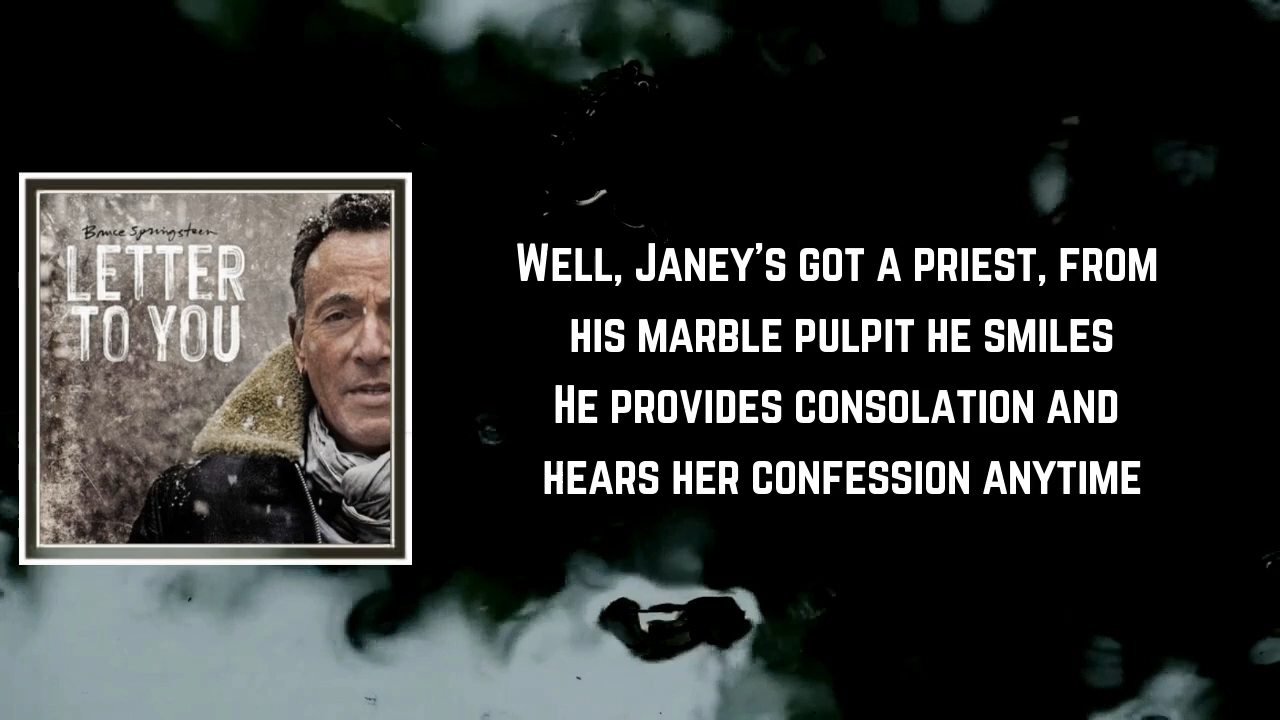 Bruce Springsteen
LETTER
TO YOU
WELL, JANEY'S GOT A PRIEST, FROM
HIS MARBLE PULPIT HE SMILES
HE PROVIDES CONSOLATION AND
HEARS HER CONFESSION ANYTIME